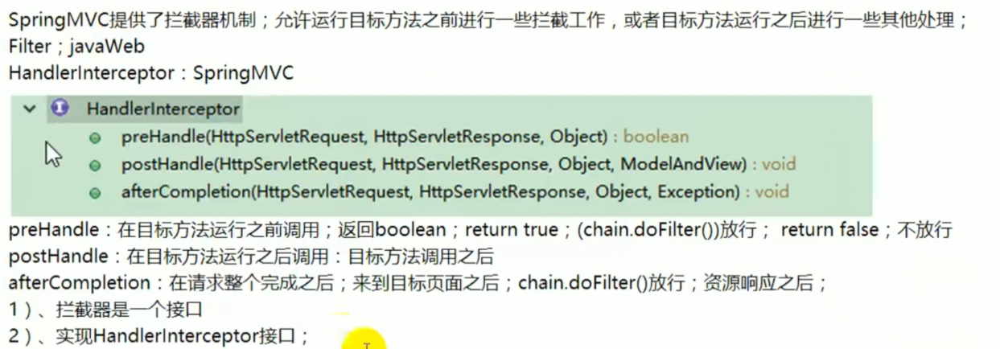 SpringMVC提供了拦截器机制；允许运行目标方法之前进行一些拦截工作，或者目标方法运行之后进行一些其他处理；
Filter；javaWeb
HandlerInterceptor：SpringMVC
HandlerInterceptor
preHandle(HttpServletRequest, HttpServletResponse, Object) : boolean
postHandle(HttpServletRequest, HttpServletResponse, Object, ModelAndView) : void
afterCompletion(HttpServletRequest, HttpServletResponse, Object, Exception) : void
preHandle：在目标方法运行之前调用；返回boolean；return true；(chain.doFilter())放行； return false；不放行
postHandle：在目标方法运行之后调用：目标方法调用之后
afterCompletion：在请求整个完成之后；来到目标页面之后；chain.doFilter()放行；资源响应之后；
1）、拦截器是一个接口
2）、实现HandlerInterceptor接口；